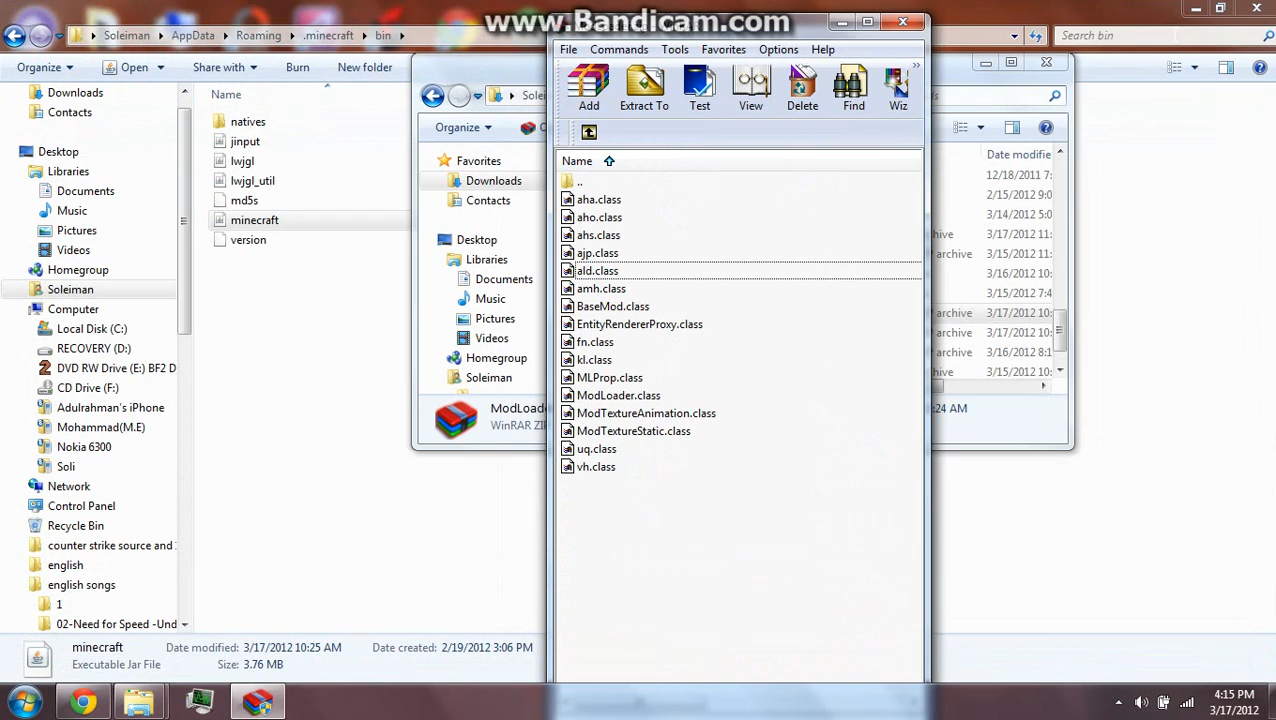 www.Bandicam.com
Soleiman
AppData
Roaming
.minecraft
bin
Search bin
Organize
Open
Share with
Burn
New folder
Downloads
Contacts
Desktop
Libraries
Documents
Music
Pictures
Videos
Homegroup
Soleiman
Computer
Local Disk (C:)
RECOVERY (D:)
DVD RW Drive (E:) BF2 D
CD Drive (F:)
Adulrahman's iPhone
Mohammad(M.E)
Nokia 6300
Soli
Network
Control Panel
Recycle Bin
counter strike source and
english
english songs
1
02-Need for Speed -Und
Name
natives
jinput
lwjgl
lwjgl_util
md5s
minecraft
version
Solei
Organize
Favorites
Downloads
Contacts
Desktop
Libraries
Documents
Music
Pictures
Videos
Homegroup
Soleiman
ModLoade
WinRAR ZIP
File Commands Tools Favorites Options Help
Add
Extract To
Test
View
Delete
Find
Wiz
Name
..
aha.class
aho.class
ahs.class
ajp.class
ald.class
amh.class
BaseMod.class
EntityRendererProxy.class
fn.class
kl.class
MLProp.class
ModLoader.class
ModTextureAnimation.class
ModTextureStatic.class
uq.class
vh.class
Date modifie
12/18/2011 7:
2/15/2012 9:0
3/14/2012 5:0
hive 3/17/2012 11:
archive 3/15/2012 10:
3/16/2012 8:2
3/15/2012 7:4
archive 3/17/2012 10:
archive 3/17/2012 10:
archive 3/16/2012 8:1
archive 3/15/2012 10:
:24 AM
minecraft
Executable Jar File
Date modified: 3/17/2012 10:25 AM
Size: 3.76 MB
Date created: 2/19/2012 3:06 PM
4:15 PM
3/17/2012